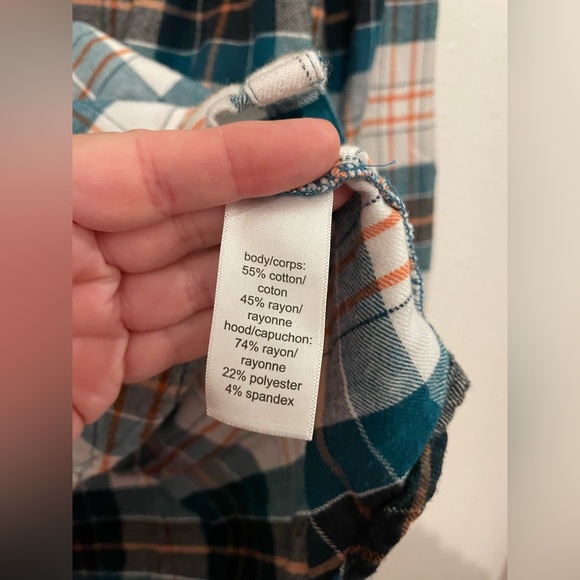 body/corps:
55% cotton/
coton
45% rayon/
rayonne
hood/capuchon:
74% rayon/
rayonne
22% polyester
4% spandex